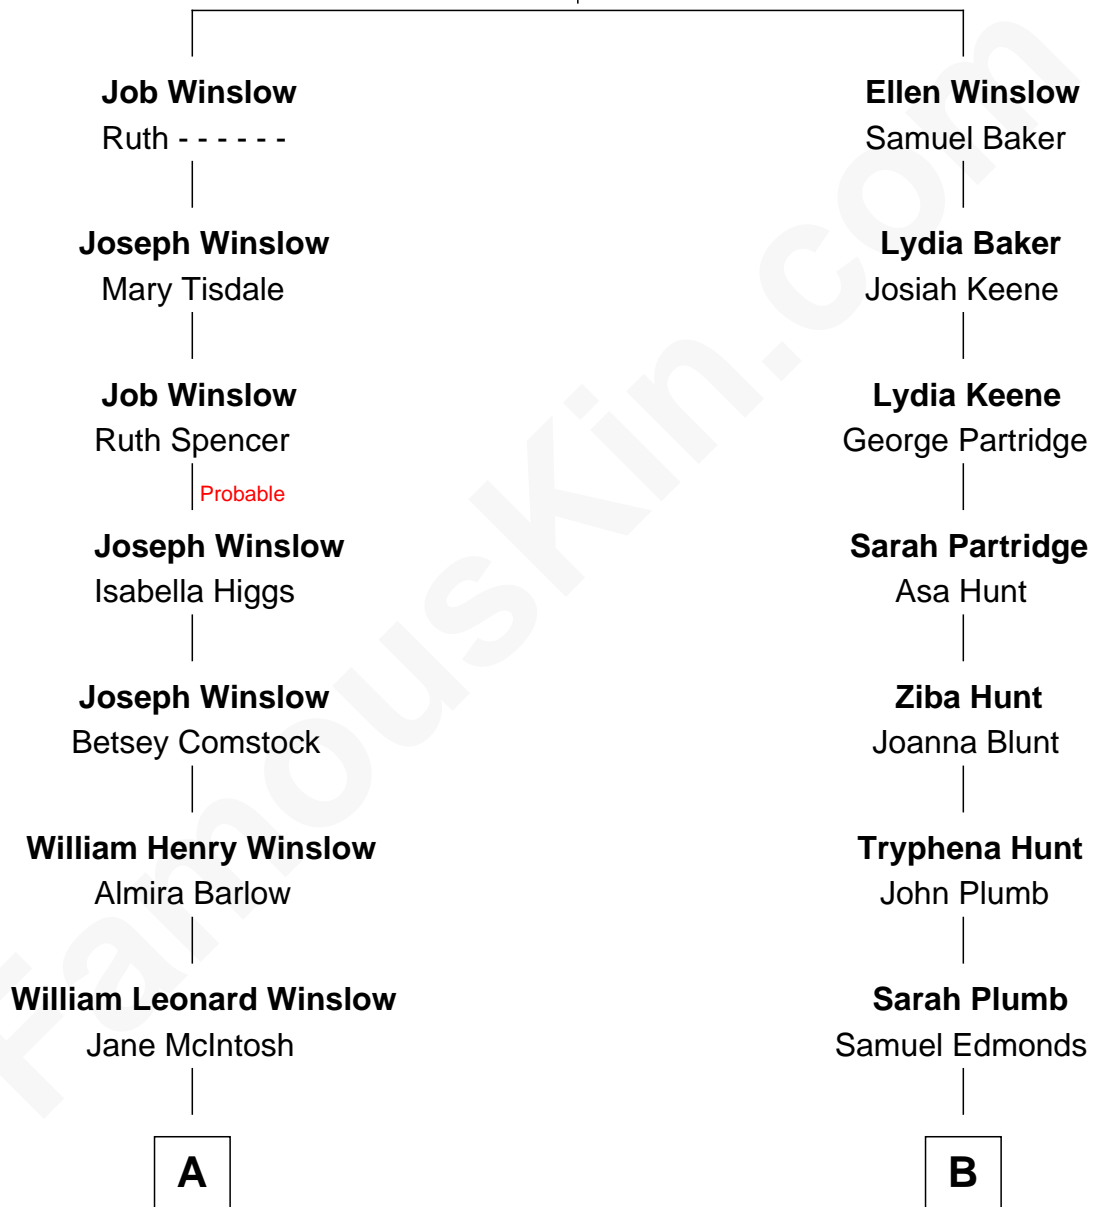 Job Winslow
Ruth - - - - - -
Joseph Winslow
Mary Tisdale
Job Winslow
Ruth Spencer
Probable
Joseph Winslow
Isabella Higgs
Joseph Winslow
Betsey Comstock
William Henry Winslow
Almira Barlow
William Leonard Winslow
Jane McIntosh
A
Ellen Winslow
Samuel Baker
Lydia Baker
Josiah Keene
Lydia Keene
George Partridge
Sarah Partridge
Asa Hunt
Ziba Hunt
Joanna Blunt
Tryphena Hunt
John Plumb
Sarah Plumb
Samuel Edmonds
B
FamousKin.com